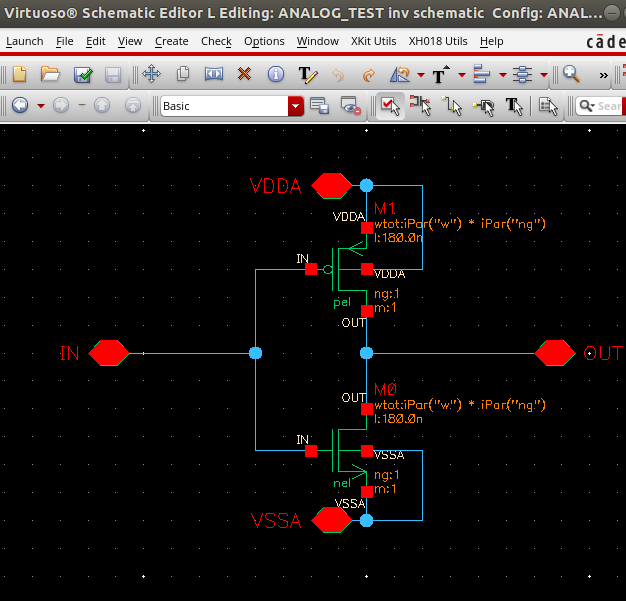 Virtuoso® Schematic Editor L Editing: ANALOG_TEST inv schematic Config: ANAL...
Launch File Edit View Create Check Options Window XKit Utils XH018 Utils Help cāde
Basic Sear
VDDA
M1
VDDA
wtot:iPar("w") * iPar("ng")
l:180.0n
IN
VDDA
ng:1
pel
m:1
OUT
IN
OUT
M0
OUT
wtot:iPar("w") * iPar("ng")
l:180.0n
IN
VSSA
ng:1
nel
m:1
VSSA
VSSA